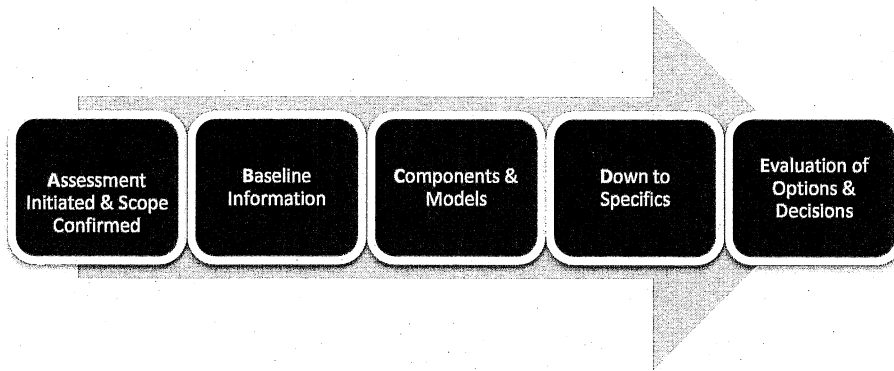 Assessment
Initiated & Scope
Confirmed
Baseline
Information
Components &
Models
Down to
Specifics
Evaluation of
Options &
Decisions